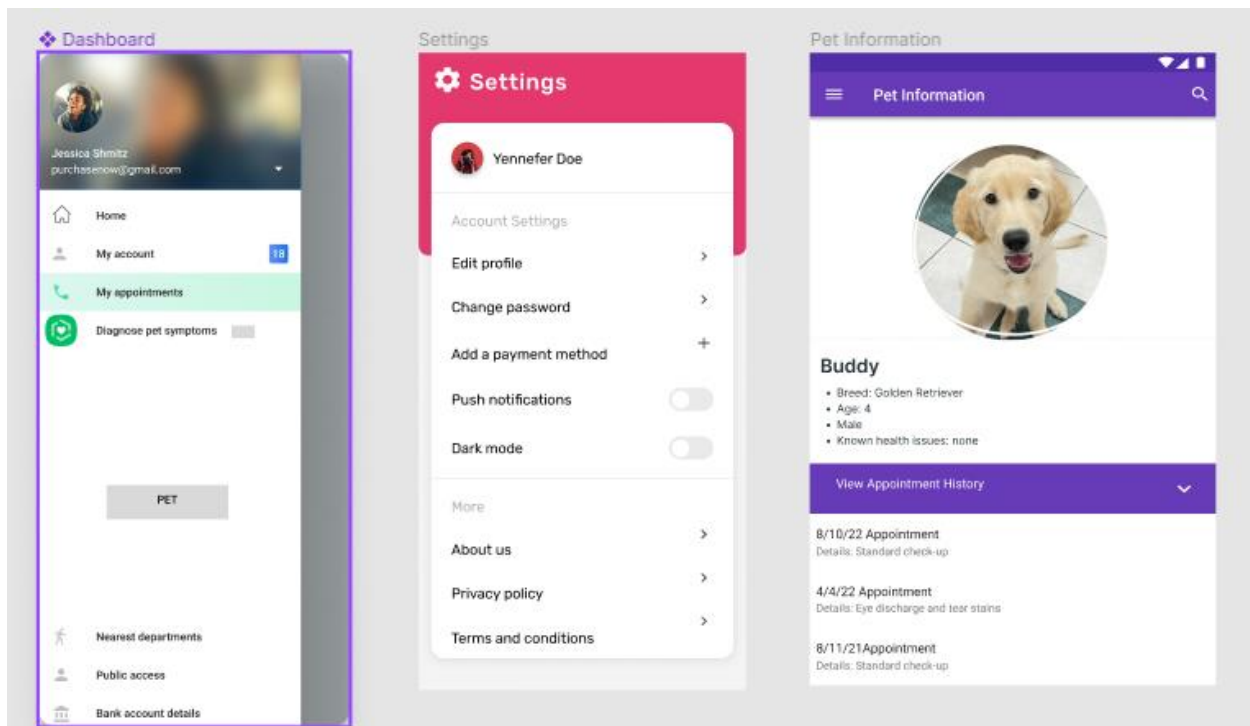 Dashboard
Jessica Shmitz
purchasenow@gmail.com
Home
My account
18
My appointments
Diagnose pet symptoms
PET
Nearest departments
Public access
Bank account details
Settings
Settings
Yennefer Doe
Account Settings
Edit profile
Change password
Add a payment method
Push notifications
Dark mode
More
About us
Privacy policy
Terms and conditions
Pet Information
Pet Information
Buddy
• Breed: Golden Retriever
• Age: 4
• Male
• Known health issues: none
View Appointment History
8/10/22 Appointment
Details: Standard check-up
4/4/22 Appointment
Details: Eye discharge and tear stains
8/11/21Appointment
Details: Standard check-up